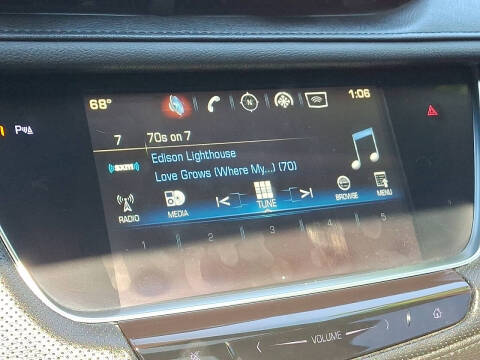 68° 1:06
P
7 70s on 7
((SXM)) Edison Lighthouse
Love Grows (Where My...) (70)
RADIO MEDIA TUNE BROWSE MENU
1 2 3 4 5
VOLUME